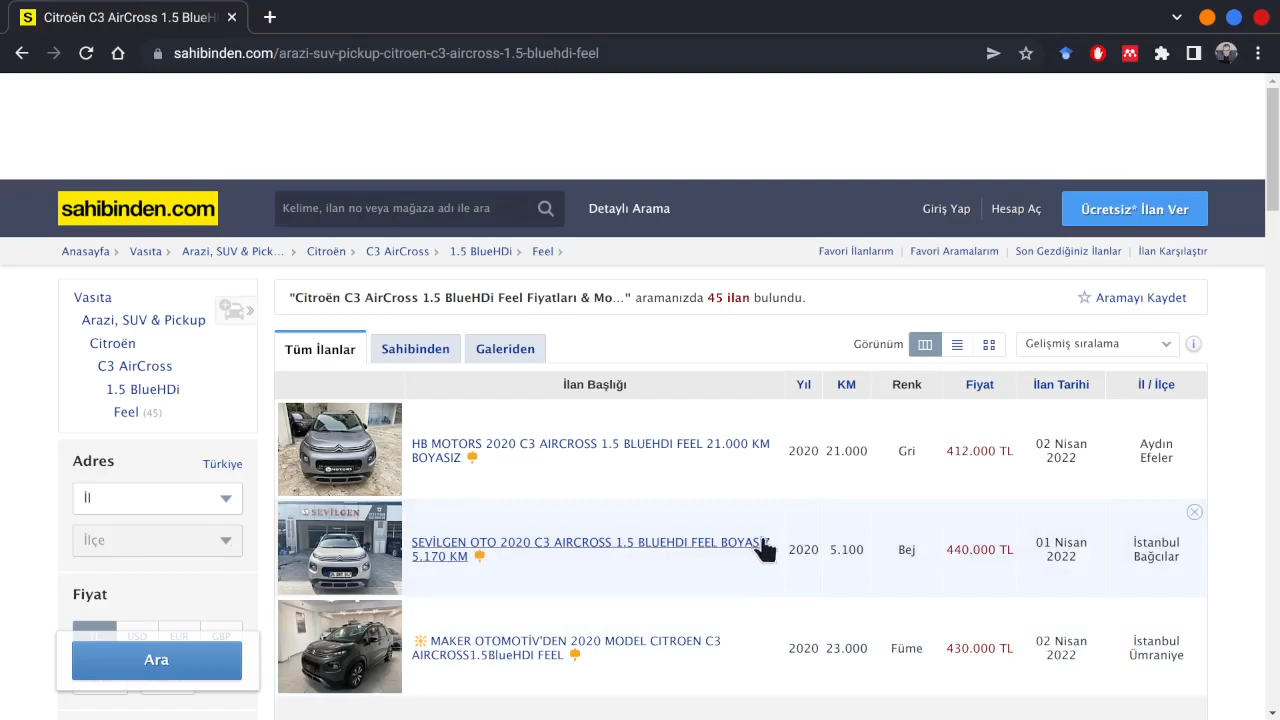 Citroën C3 AirCross 1.5 BlueH
sahibinden.com/arazi-suv-pickup-citroen-c3-aircross-1.5-bluehdi-feel
sahibinden.com
Kelime, ilan no veya mağaza adı ile ara
Detaylı Arama
Giriş Yap
Hesap Aç
Ücretsiz* İlan Ver
Anasayfa
Vasıta
Arazi, SUV & Pick...
Citroën
C3 AirCross
1.5 BlueHDi
Feel
Favori İlanlarım
Favori Aramalarım
Son Gezdiğiniz İlanlar
İlan Karşılaştır
Vasıta
Arazi, SUV & Pickup
Citroën
C3 AirCross
1.5 BlueHDi
Feel (45)
Adres
Türkiye
İl
İlçe
Fiyat
USD
EUR
GBP
Ara
"Citroën C3 AirCross 1.5 BlueHDi Feel Fiyatları & Mo..." aramanızda 45 ilan bulundu.
Aramayı Kaydet
Tüm İlanlar
Sahibinden
Galeriden
Görünüm
Gelişmiş sıralama
İlan Başlığı
Yıl
KM
Renk
Fiyat
İlan Tarihi
İl / İlçe
HB MOTORS 2020 C3 AIRCROSS 1.5 BLUEHDI FEEL 21.000 KM
BOYASIZ
2020
21.000
Gri
412.000 TL
02 Nisan
2022
Aydın
Efeler
SEVİLGEN
SEVİLGEN OTO 2020 C3 AIRCROSS 1.5 BLUEHDI FEEL BOYASIZ
5.170 KM
2020
5.100
Bej
440.000 TL
01 Nisan
2022
İstanbul
Bağcılar
MAKER OTOMOTİV'DEN 2020 MODEL CITROEN C3
AIRCROSS1.5BlueHDI FEEL
2020
23.000
Füme
430.000 TL
02 Nisan
2022
İstanbul
Ümraniye